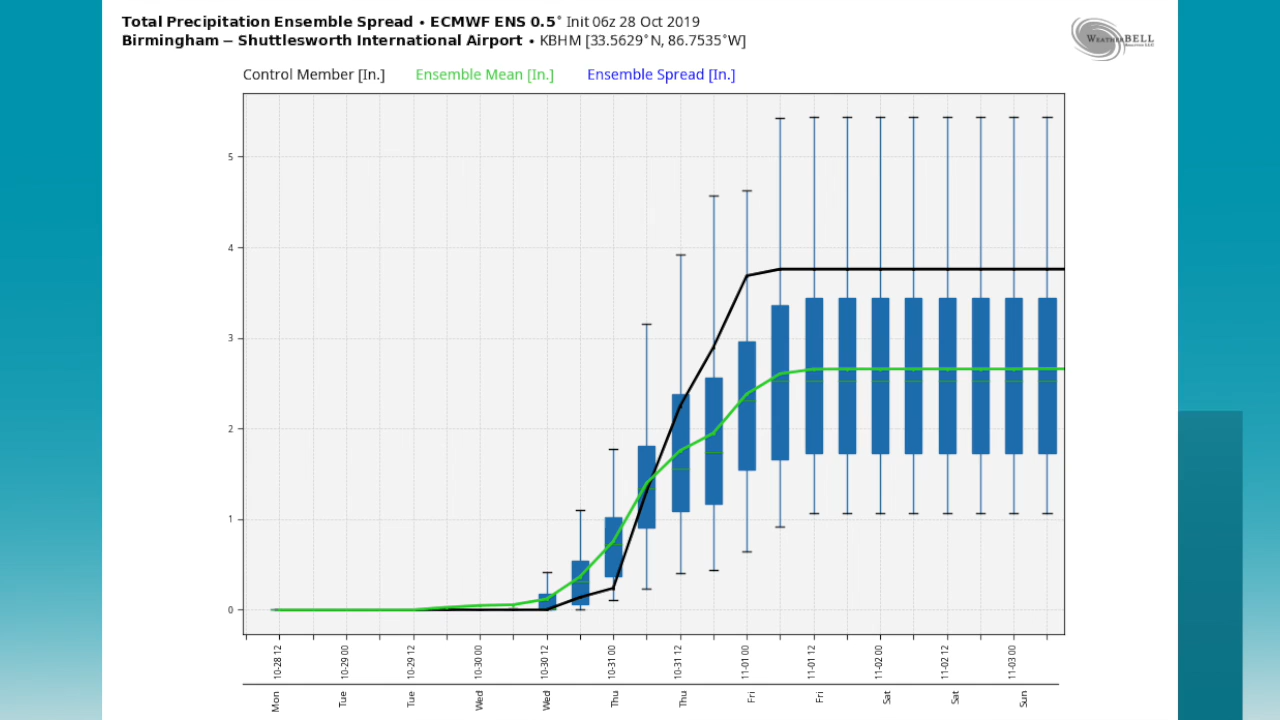 Total Precipitation Ensemble Spread • ECMWF ENS 0.5° Init 06z 28 Oct 2019
Birmingham – Shuttlesworth International Airport • KBHM [33.5629°N, 86.7535°W]
WEATHERBELL
Control Member [In.] Ensemble Mean [In.] Ensemble Spread [In.]
5
4
3
2
1
0
10-28 12
10-29 00
10-29 12
10-30 00
10-30 12
10-31 00
10-31 12
11-01 00
11-01 12
11-02 00
11-02 12
11-03 00
Mon
Tue
Tue
Wed
Wed
Thu
Thu
Fri
Fri
Sat
Sat
Sun